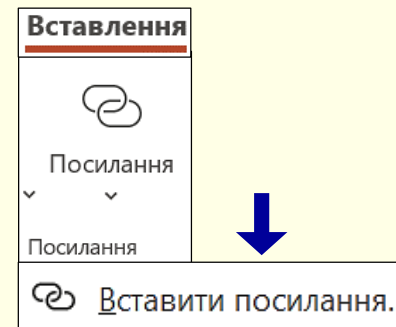 Вставлення
Посилання
Посилання
Вставити посилання.